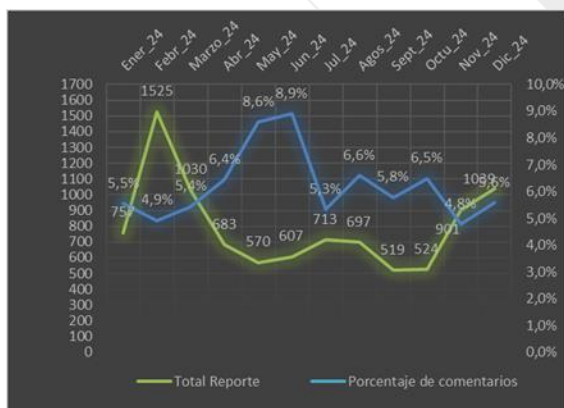 Ener_24 Febr_24 Marzo_24 Abr_24 May_24 Jun_24 Jul_24 Agos_24 Sept_24 Octu_24 Nov_24 Dic_24
1700 10,0%
1600
1500 9,0%
1400
1300 8,0%
1200 7,0%
1100
1000 6,0%
900 5,0%
800
700 4,0%
600
500 3,0%
400
300 2,0%
200 1,0%
100
0 0,0%
1525 8,6% 8,9%
1030 6,4% 6,6% 6,5% 1039 5,6%
5,5% 4,9% 5,4% 5,3% 5,8% 4,8%
757 683 713 697 901
570 607 519 524
Total Reporte Porcentaje de comentarios